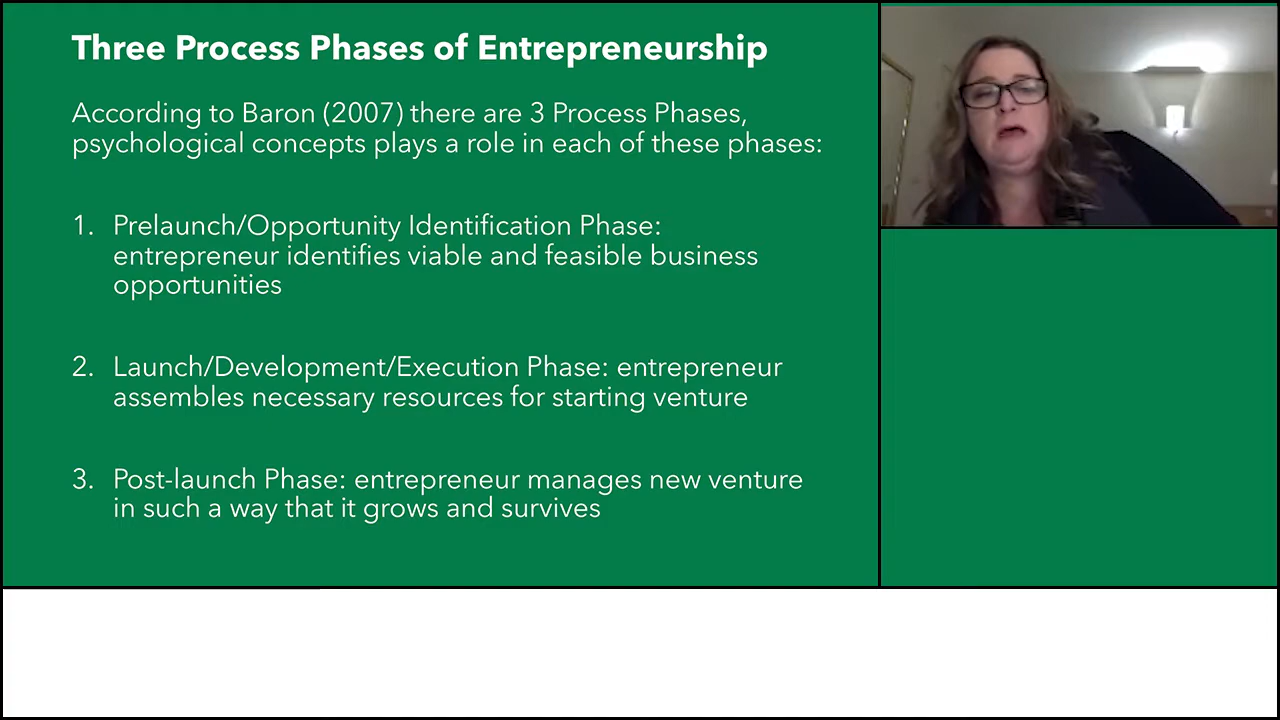 Three Process Phases of Entrepreneurship
According to Baron (2007) there are 3 Process Phases,
psychological concepts plays a role in each of these phases:
1. Prelaunch/Opportunity Identification Phase:
entrepreneur identifies viable and feasible business
opportunities
2. Launch/Development/Execution Phase: entrepreneur
assembles necessary resources for starting venture
3. Post-launch Phase: entrepreneur manages new venture
in such a way that it grows and survives